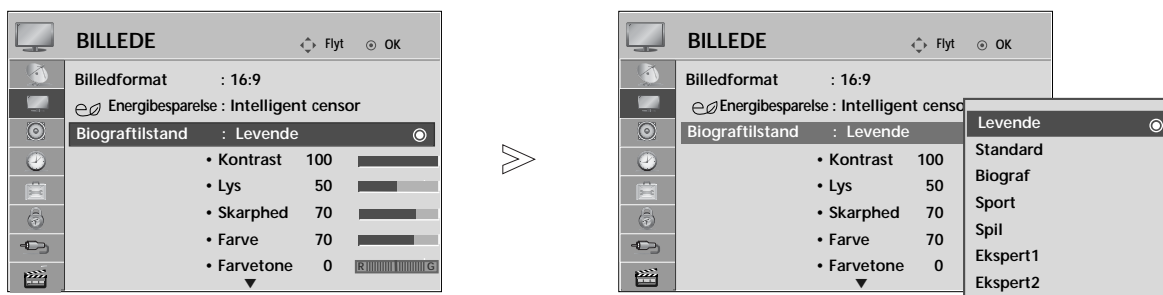 BILLEDE Flyt OK
Billedformat : 16:9
Energibesparelse : Intelligent censor
Biograftilstand : Levende
• Kontrast 100
• Lys 50
• Skarphed 70
• Farve 70
• Farvetone 0 R G
BILLEDE Flyt OK
Billedformat : 16:9
Energibesparelse : Intelligent censo
Biograftilstand : Levende
• Kontrast 100
• Lys 50
• Skarphed 70
• Farve 70
• Farvetone 0
Levende
Standard
Biograf
Sport
Spil
Ekspert1
Ekspert2